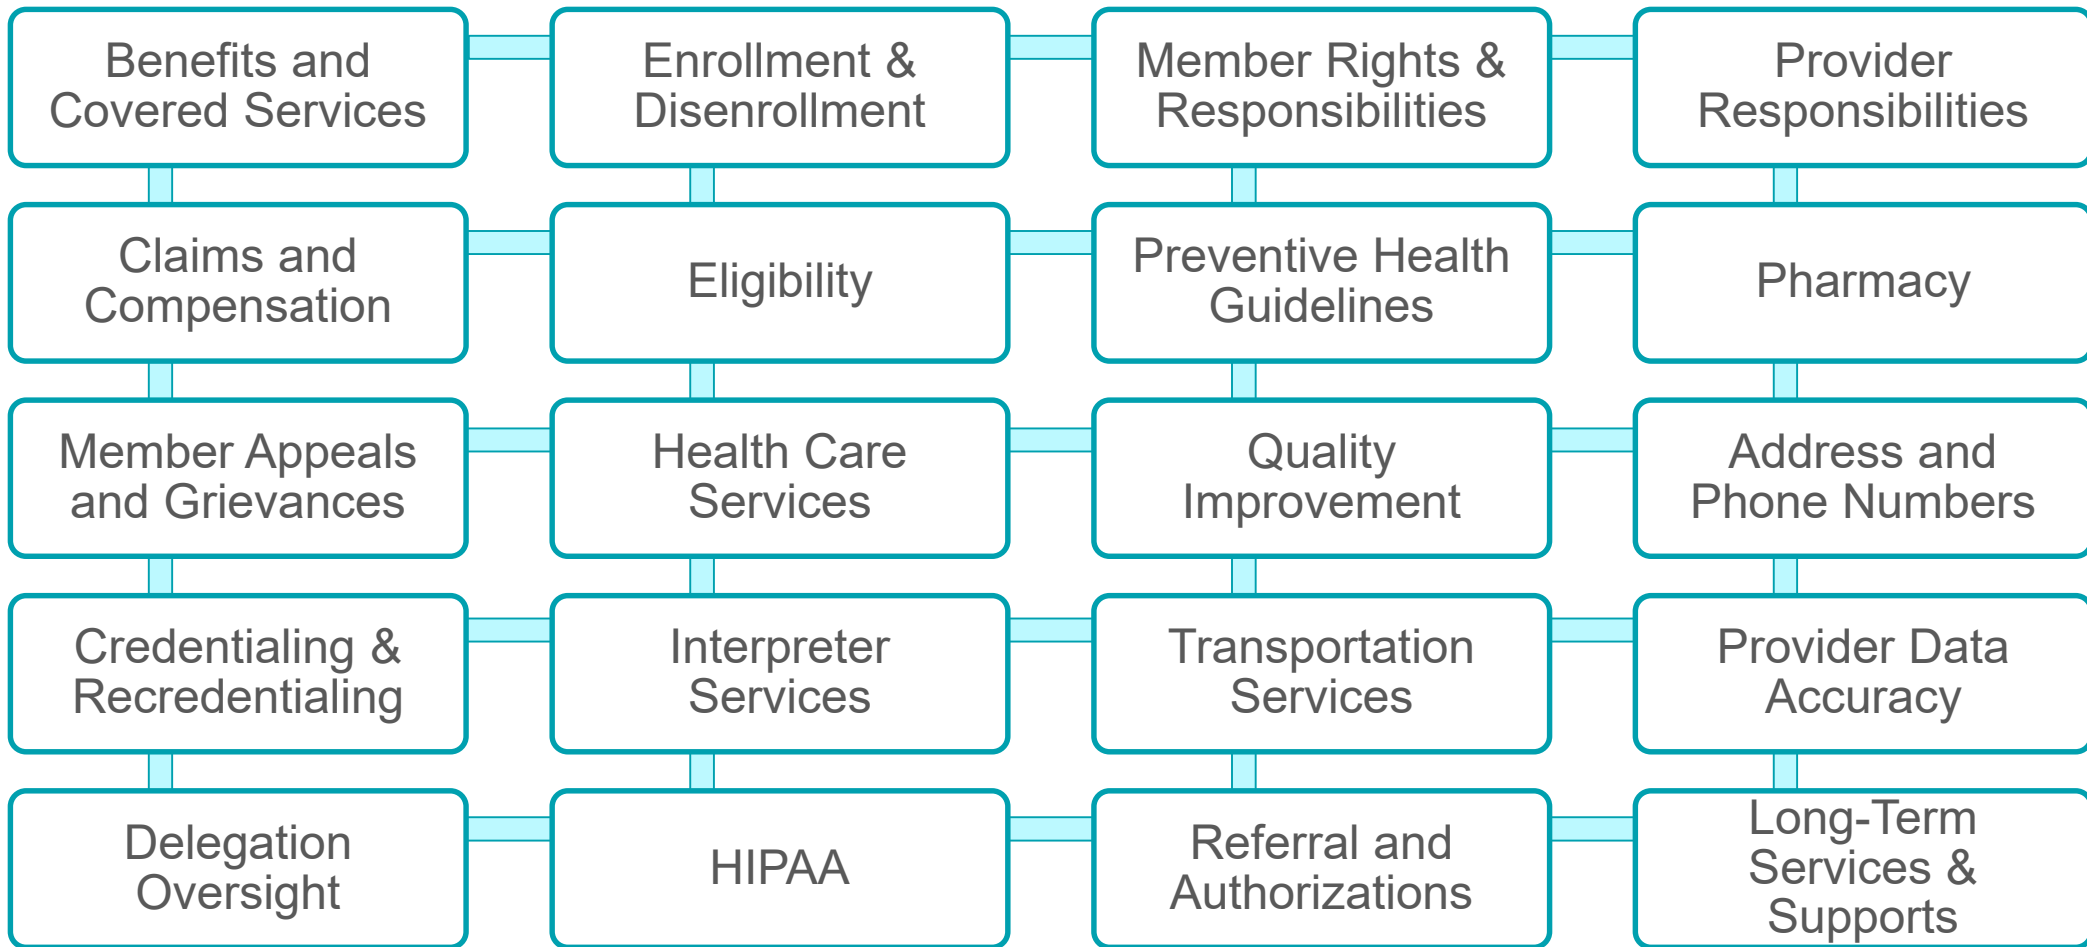 Benefits and
Covered Services
Enrollment &
Disenrollment
Member Rights &
Responsibilities
Provider
Responsibilities
Claims and
Compensation
Eligibility
Preventive Health
Guidelines
Pharmacy
Member Appeals
and Grievances
Health Care
Services
Quality
Improvement
Address and
Phone Numbers
Credentialing &
Recredentialing
Interpreter
Services
Transportation
Services
Provider Data
Accuracy
Delegation
Oversight
HIPAA
Referral and
Authorizations
Long-Term
Services &
Supports